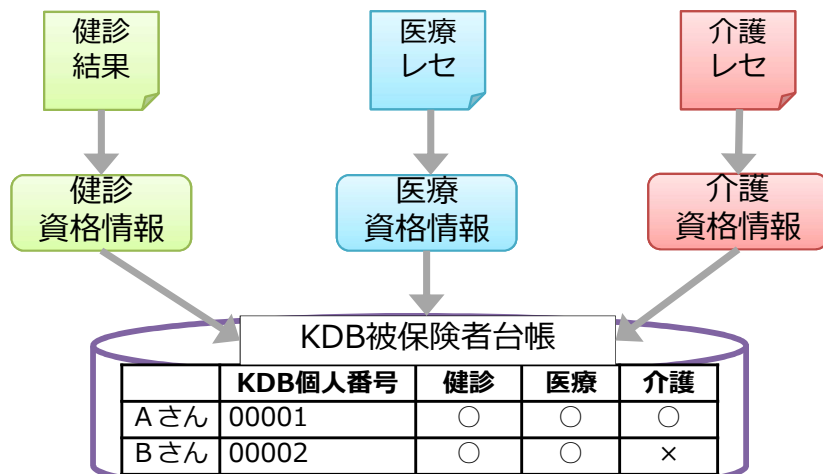 健診
結果
医療
レセ
介護
レセ
健診
資格情報
医療
資格情報
介護
資格情報
KDB被保険者台帳
KDB個人番号 健診 医療 介護
Aさん 00001 ○ ○ ○
Bさん 00002 ○ ○ ×